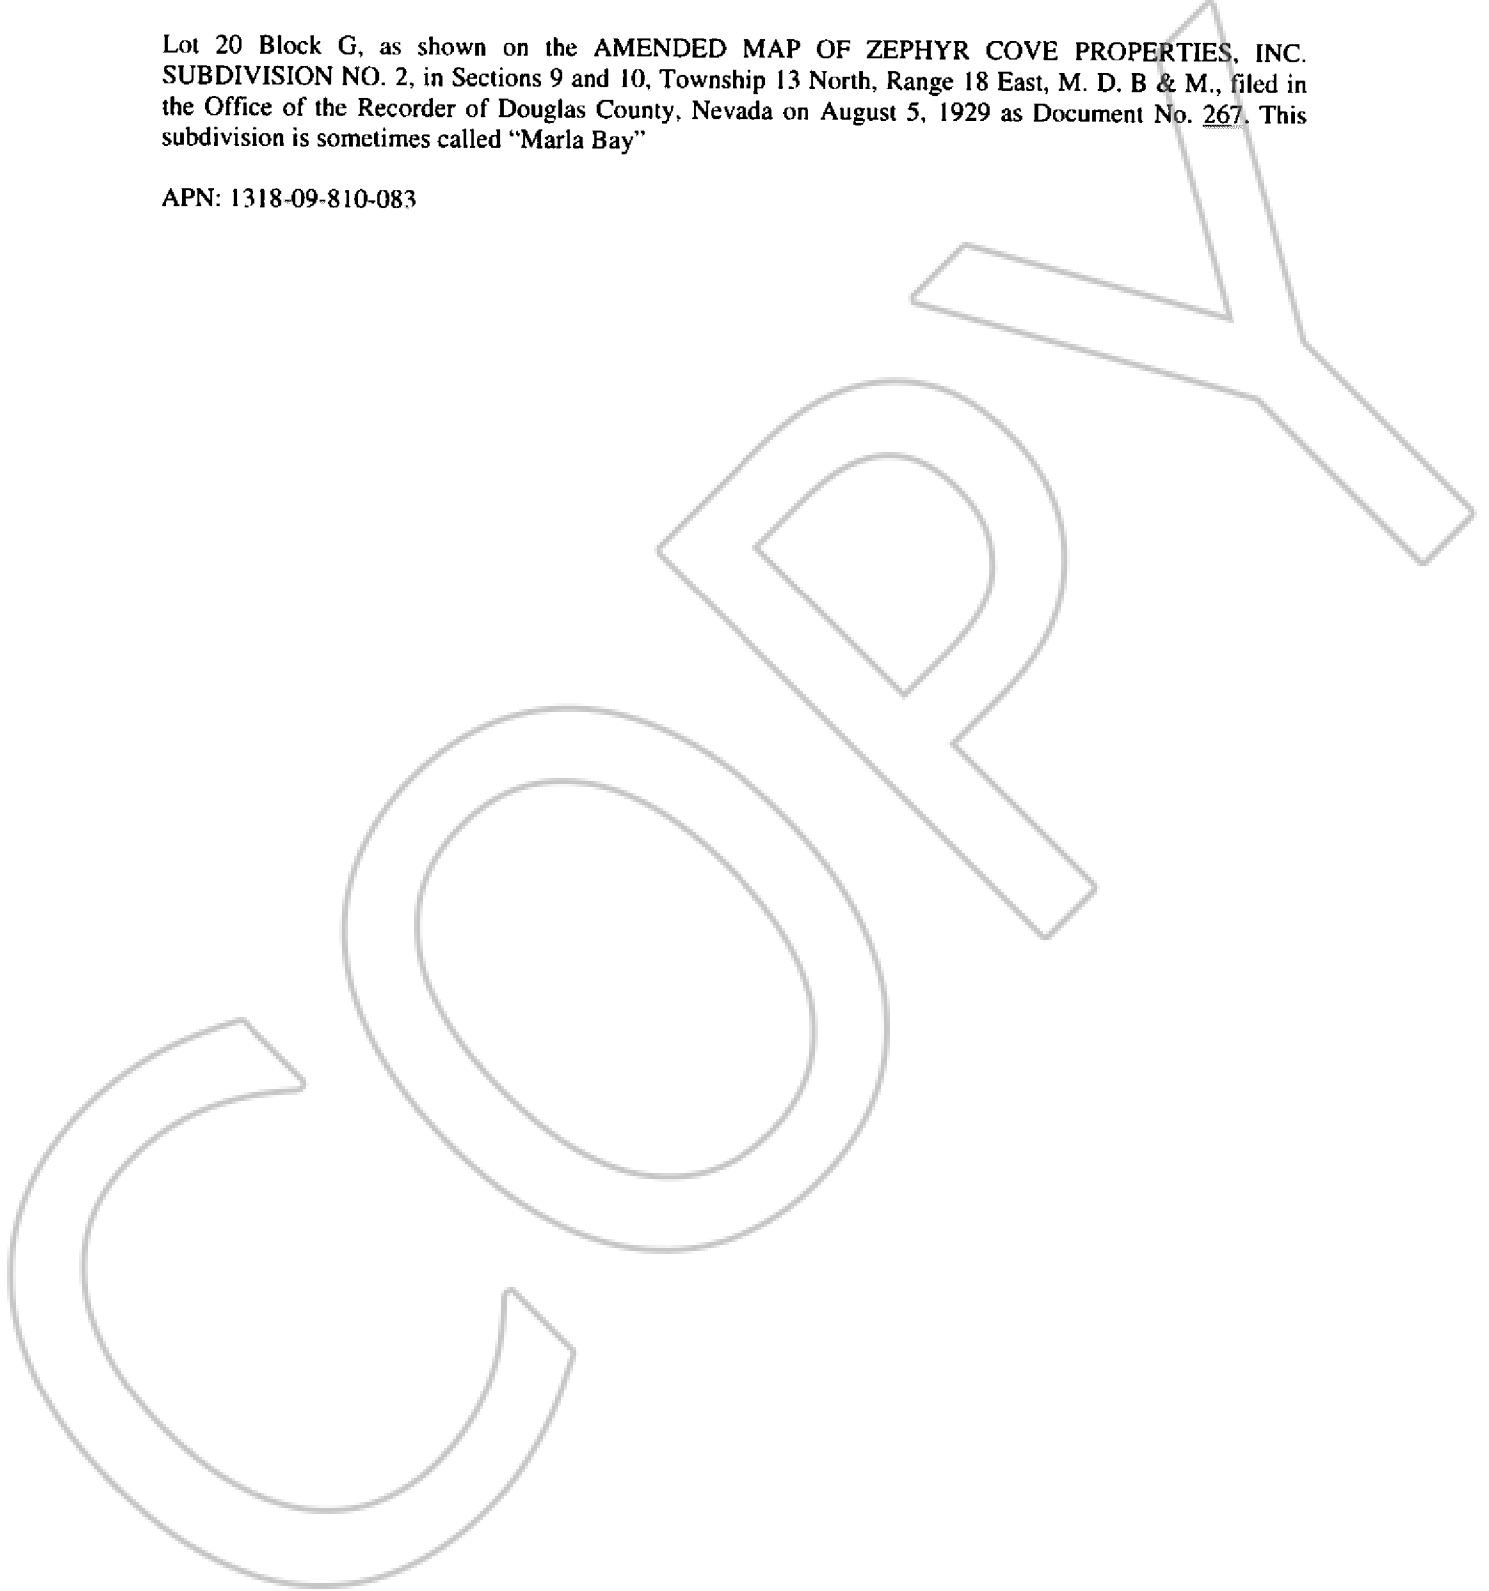 Lot 20 Block G, as shown on the AMENDED MAP OF ZEPHYR COVE PROPERTIES, INC.
SUBDIVISION NO. 2, in Sections 9 and 10, Township 13 North, Range 18 East, M. D. B & M., filed in
the Office of the Recorder of Douglas County, Nevada on August 5, 1929 as Document No. 267. This
subdivision is sometimes called “Marla Bay”
APN: 1318-09-810-083
COPY